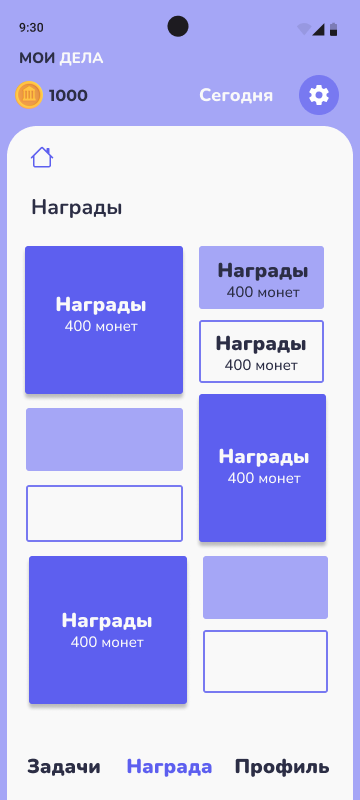 9:30
МОИ ДЕЛА
1000
Сегодня
Награды
Награды
400 монет
Награды
400 монет
Награды
400 монет
Награды
400 монет
Награды
400 монет
Задачи Награда Профиль